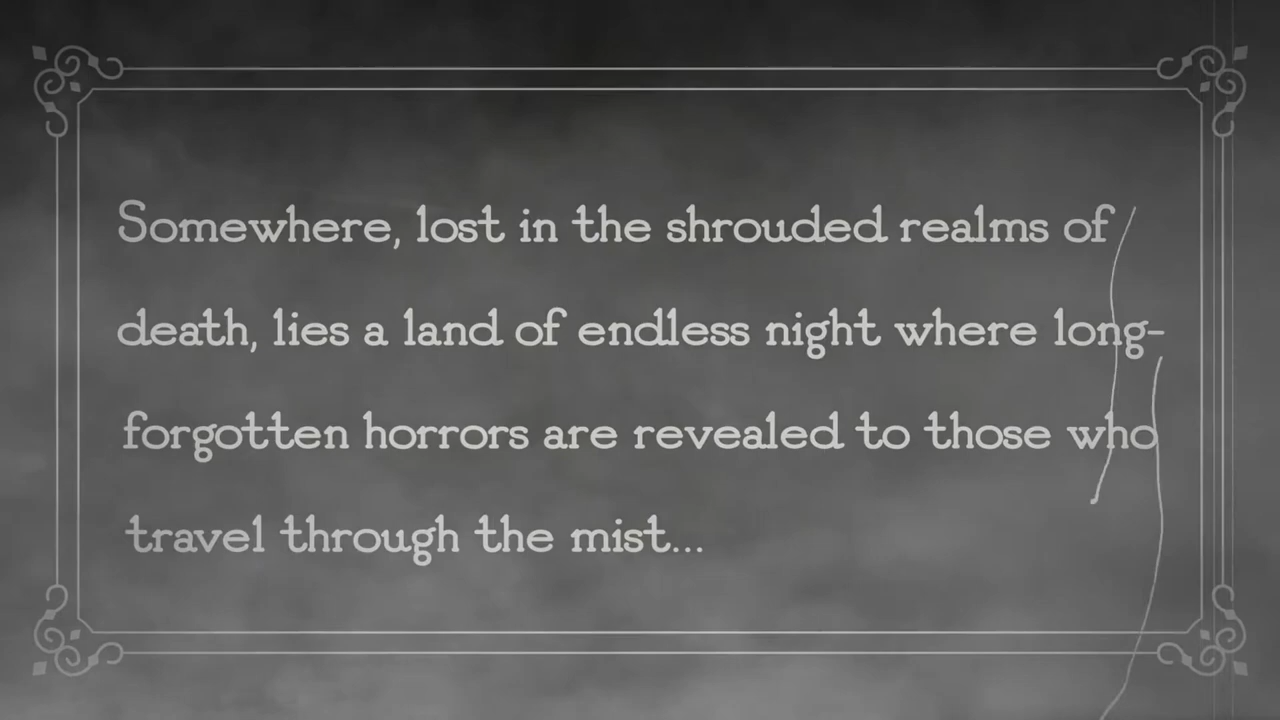 Somewhere, lost in the shrouded realms of
death, lies a land of endless night where long-
forgotten horrors are revealed to those who
travel through the mist...